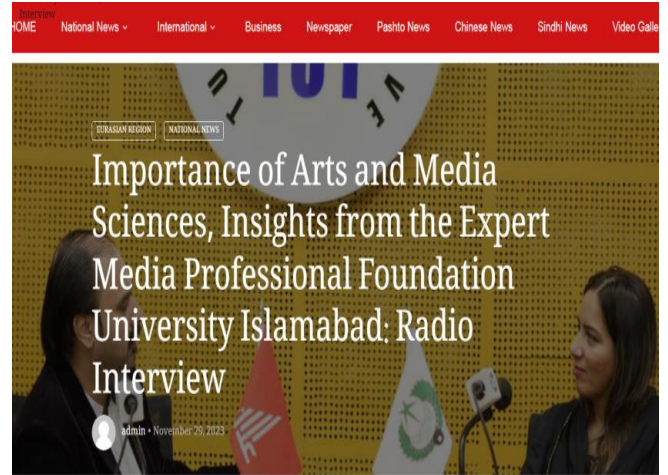 Interview
HOME National News International Business Newspaper Pashto News Chinese News Sindhi News Video Galle
TU
VE
EURASIAN REGION NATIONAL NEWS
Importance of Arts and Media
Sciences, Insights from the Expert
Media Professional Foundation
University Islamabad: Radio
Interview
admin • November 29, 2023